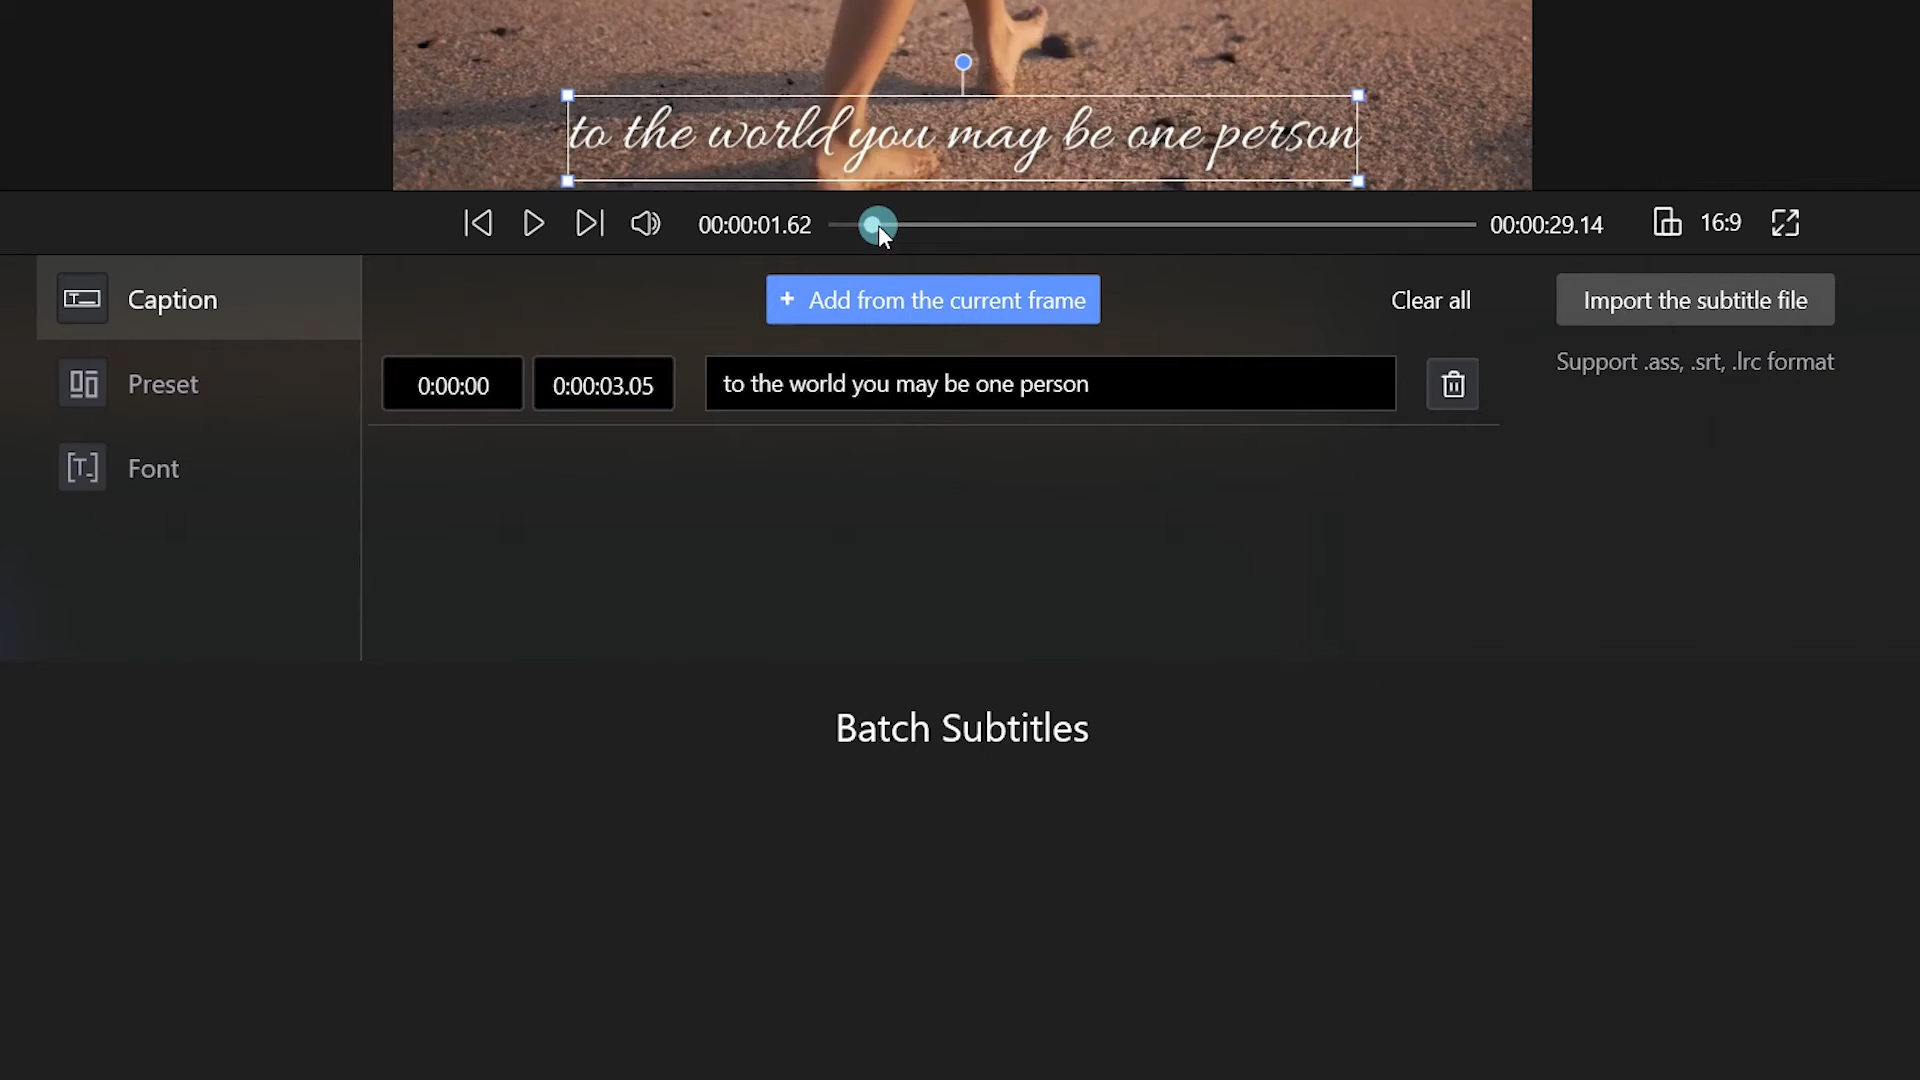 to the world you may be one person
00:00:01.62
00:00:29.14
16:9
Caption
+ Add from the current frame
Clear all
Import the subtitle file
Preset
0:00:00
0:00:03.05
to the world you may be one person
Support .ass, .srt, .lrc format
Font
Batch Subtitles